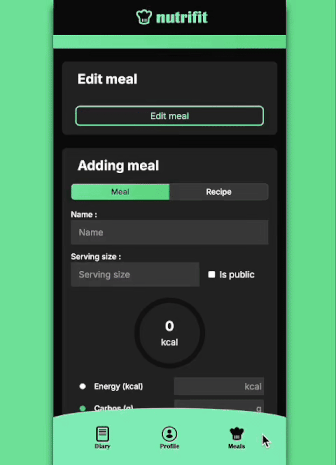 nutrifit
Edit meal
Edit meal
Adding meal
Meal Recipe
Name :
Name
Serving size :
Serving size Is public
0
kcal
Energy (kcal) kcal
Carbos (g) g
Diary Profile Meals